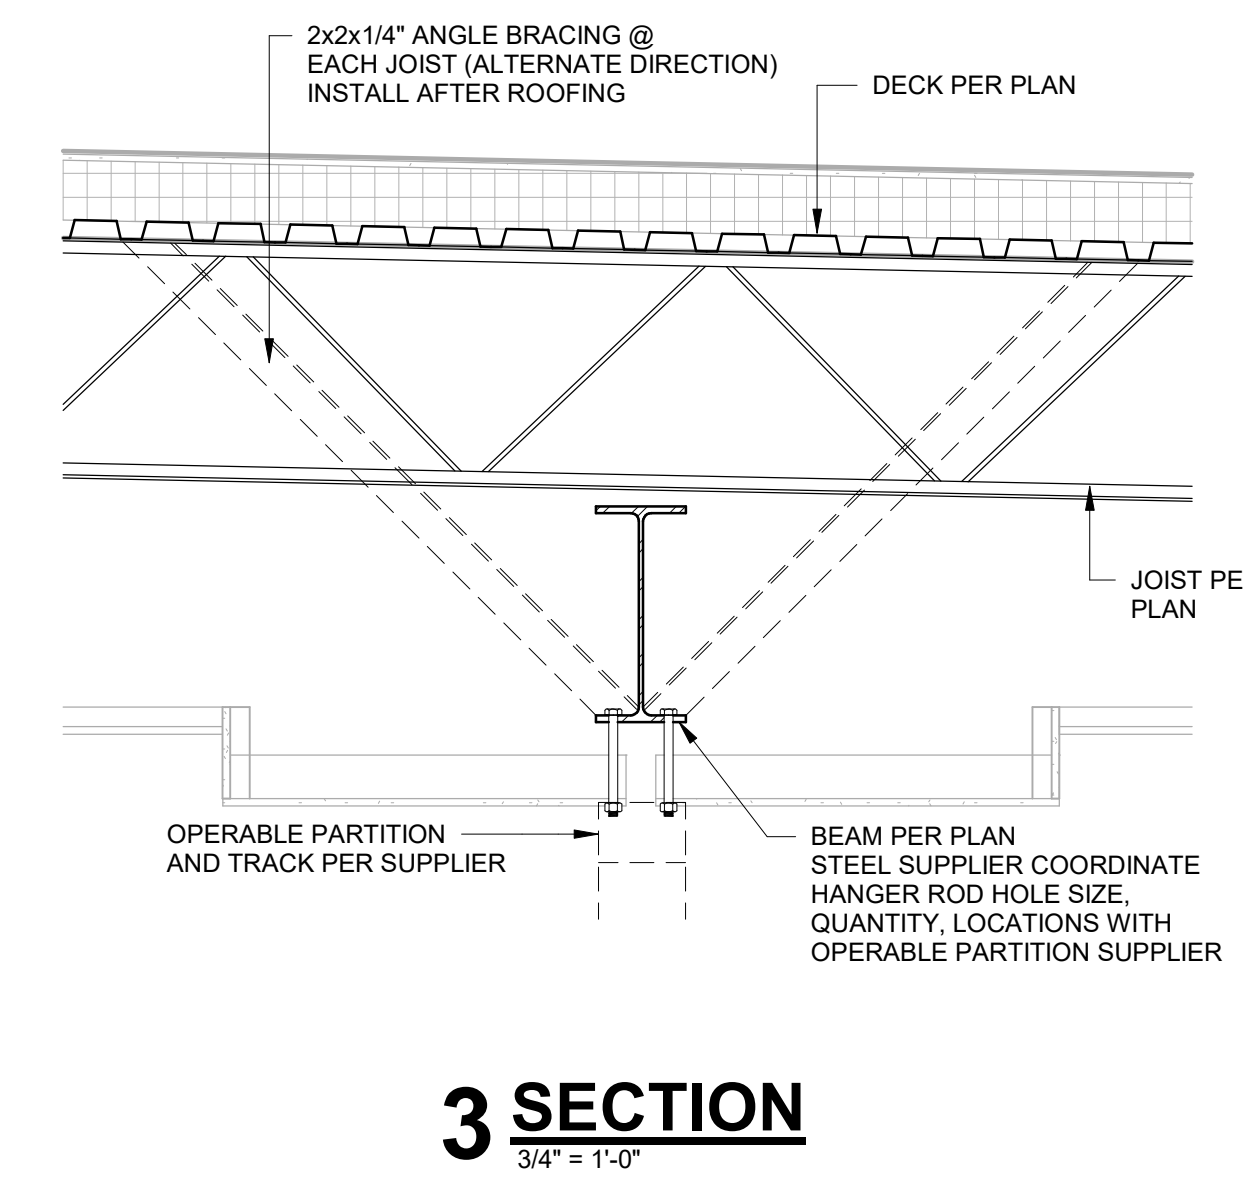 2x2x1/4" ANGLE BRACING @
EACH JOIST (ALTERNATE DIRECTION)
INSTALL AFTER ROOFING
DECK PER PLAN
JOIST PE
PLAN
OPERABLE PARTITION
AND TRACK PER SUPPLIER
BEAM PER PLAN
STEEL SUPPLIER COORDINATE
HANGER ROD HOLE SIZE,
QUANTITY, LOCATIONS WITH
OPERABLE PARTITION SUPPLIER
3 SECTION
3/4" = 1'-0"